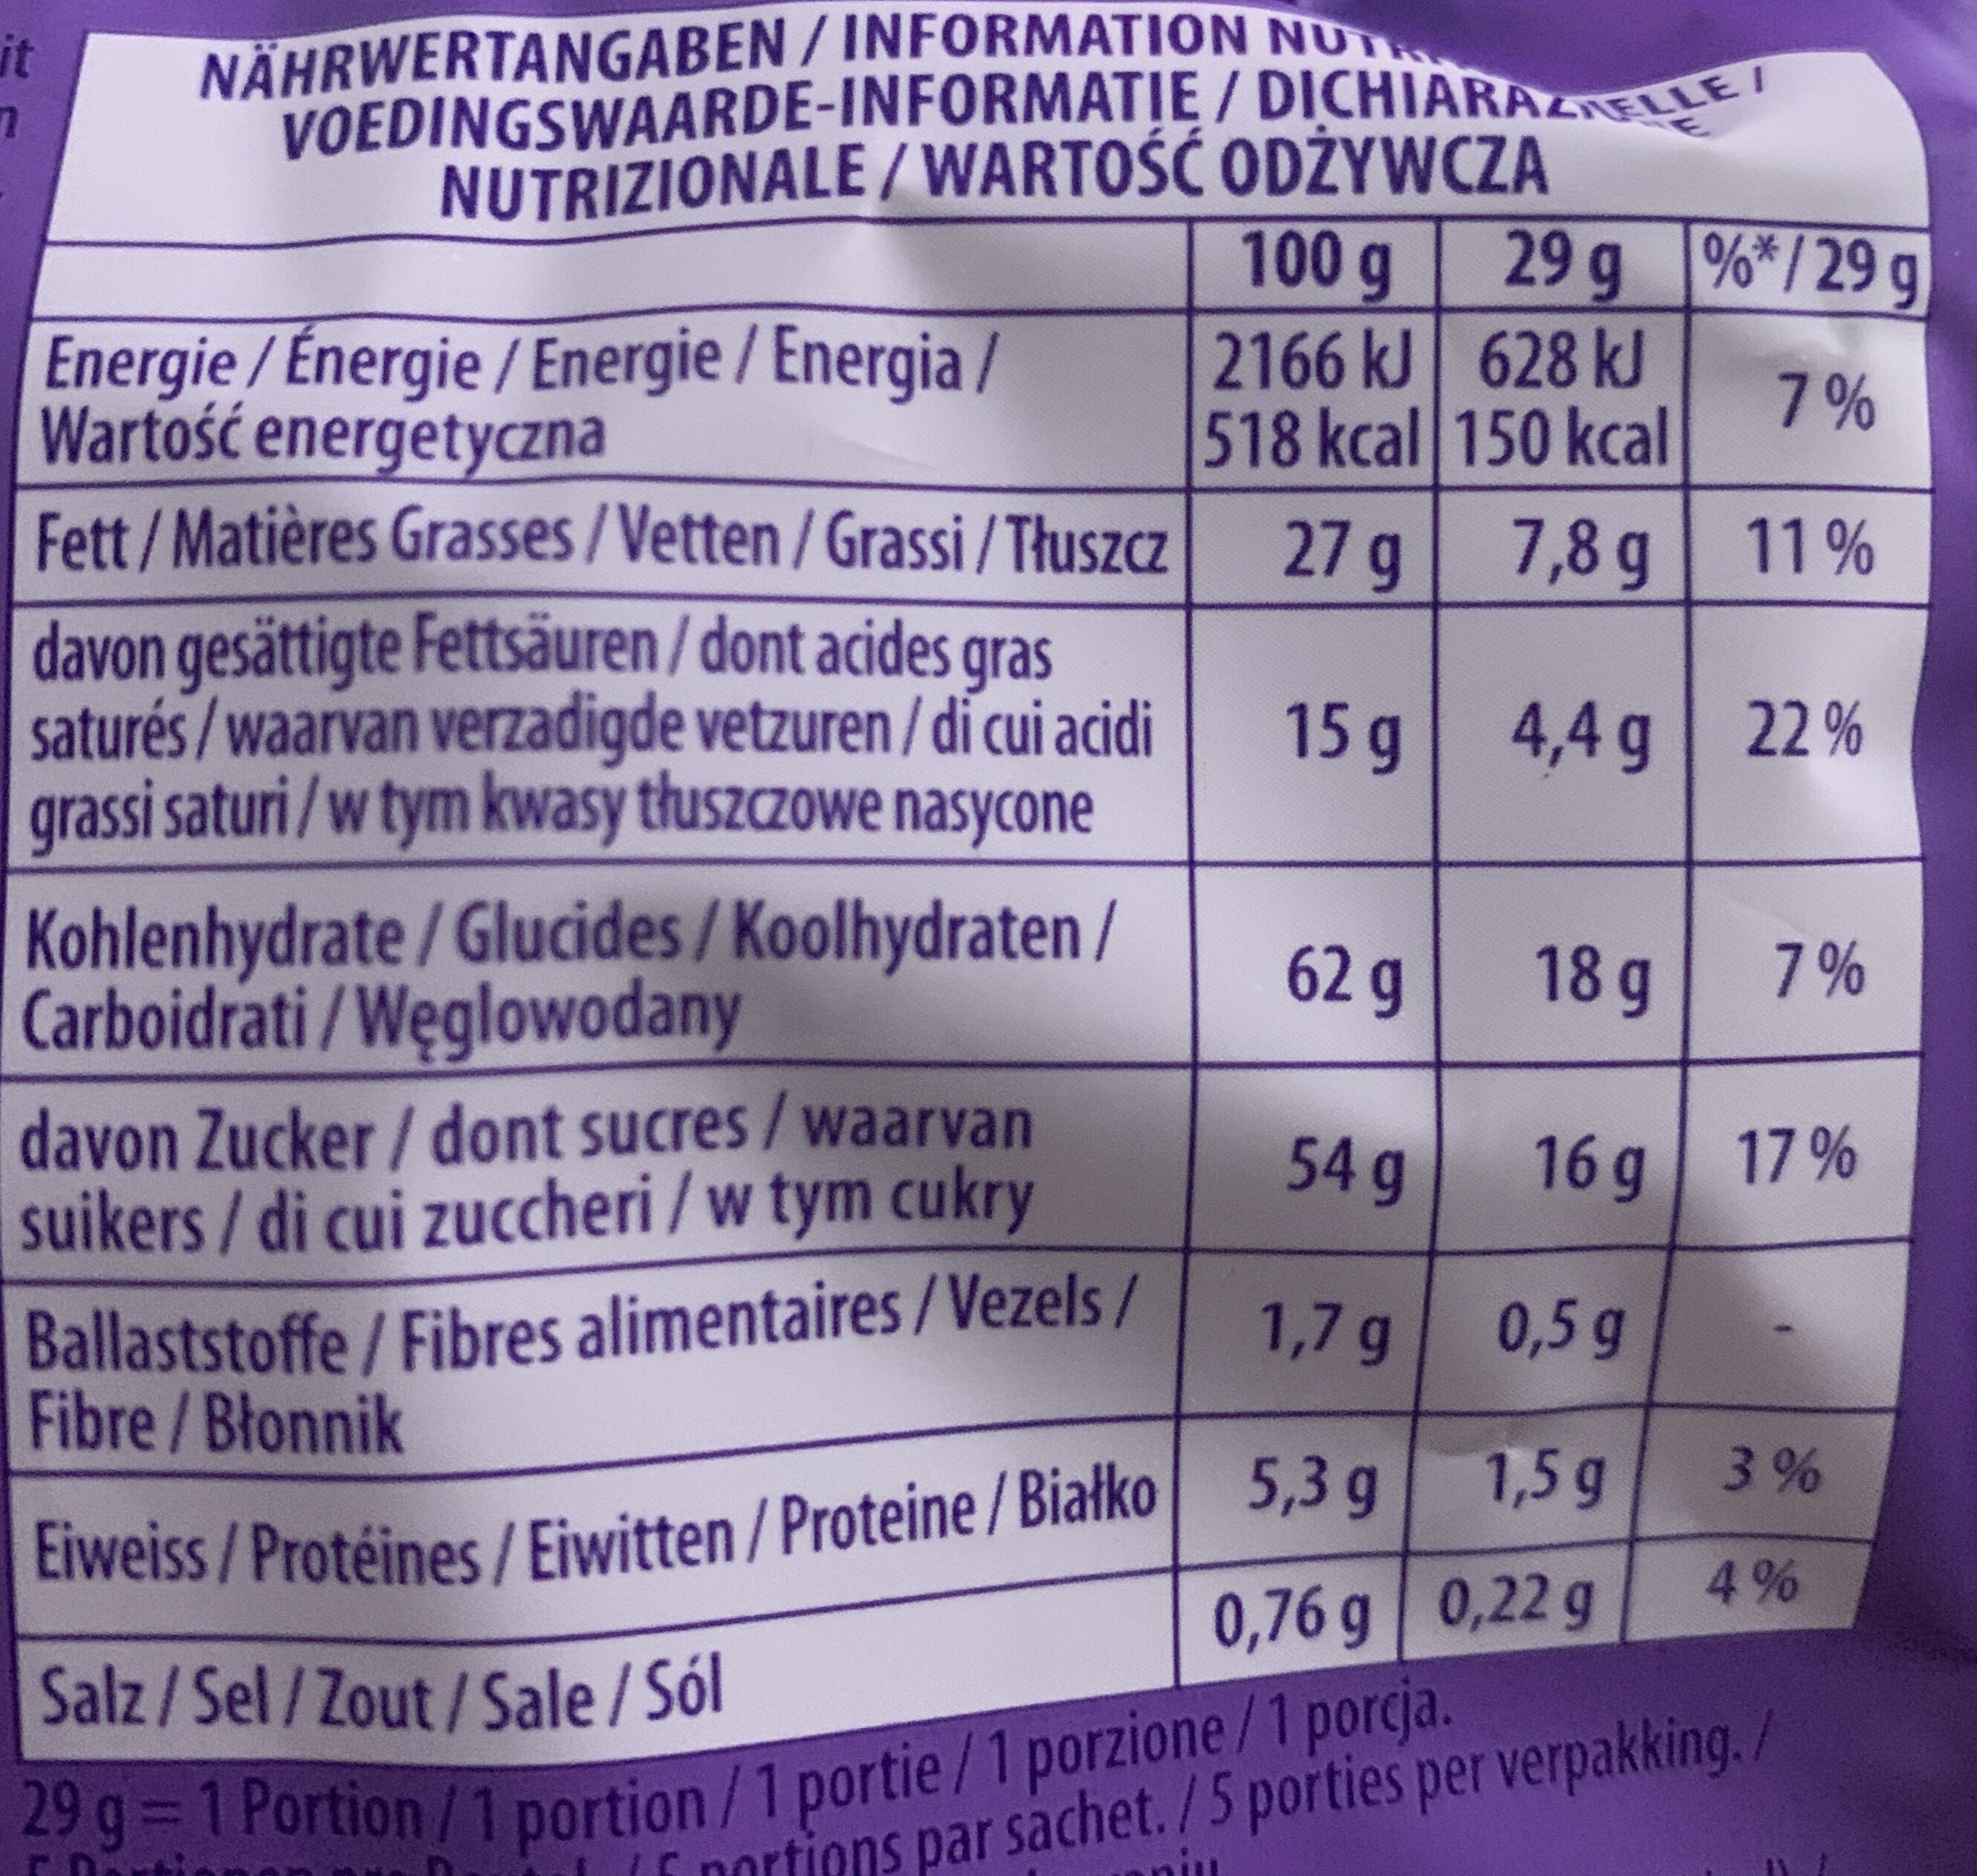 it
NÄHRWERTANGABEN / INFORMATION
VOEDINGSWAARDE-INFORMATIE /
NUTRIZIONALE / WARTOŚĆ ODŻYWCZA
100 g 29 g %*/ 29 g
Energie / Énergie / Energie / Energia / 2166 kJ 628 kJ 7 %
Wartość energetyczna 518 kcal 150 kcal
Fett / Matières Grasses / Vetten / Grassi / Tłuszcz 27 g 7,8 g 11 %
davon gesättigte Fettsäuren / dont acides gras
saturés / waarvan verzadigde vetzuren / di cui acidi 15 g 4,4 g 22 %
grassi saturi / w tym kwasy tłuszczowe nasycone
Kohlenhydrate / Glucides / Koolhydraten / 62 g 18 g 7 %
Carboidrati / Węglowodany
davon Zucker / dont sucres / waarvan 54 g 16 g 17 %
suikers / di cui zuccheri / w tym cukry
Ballaststoffe / Fibres alimentaires / Vezels / 1,7 g 0,5 g -
Fibre / Błonnik
Eiweiss / Protéines / Eiwitten / Proteine / Białko 5,3 g 1,5 g 3 %
Salz / Sel / Zout / Sale / Sól 0,76 g 0,22 g 4 %
29 g = 1 Portion / 1 portion / 1 portie / 1 porzione / 1 porcja.
portions par sachet. / 5 porties per verpakking. /